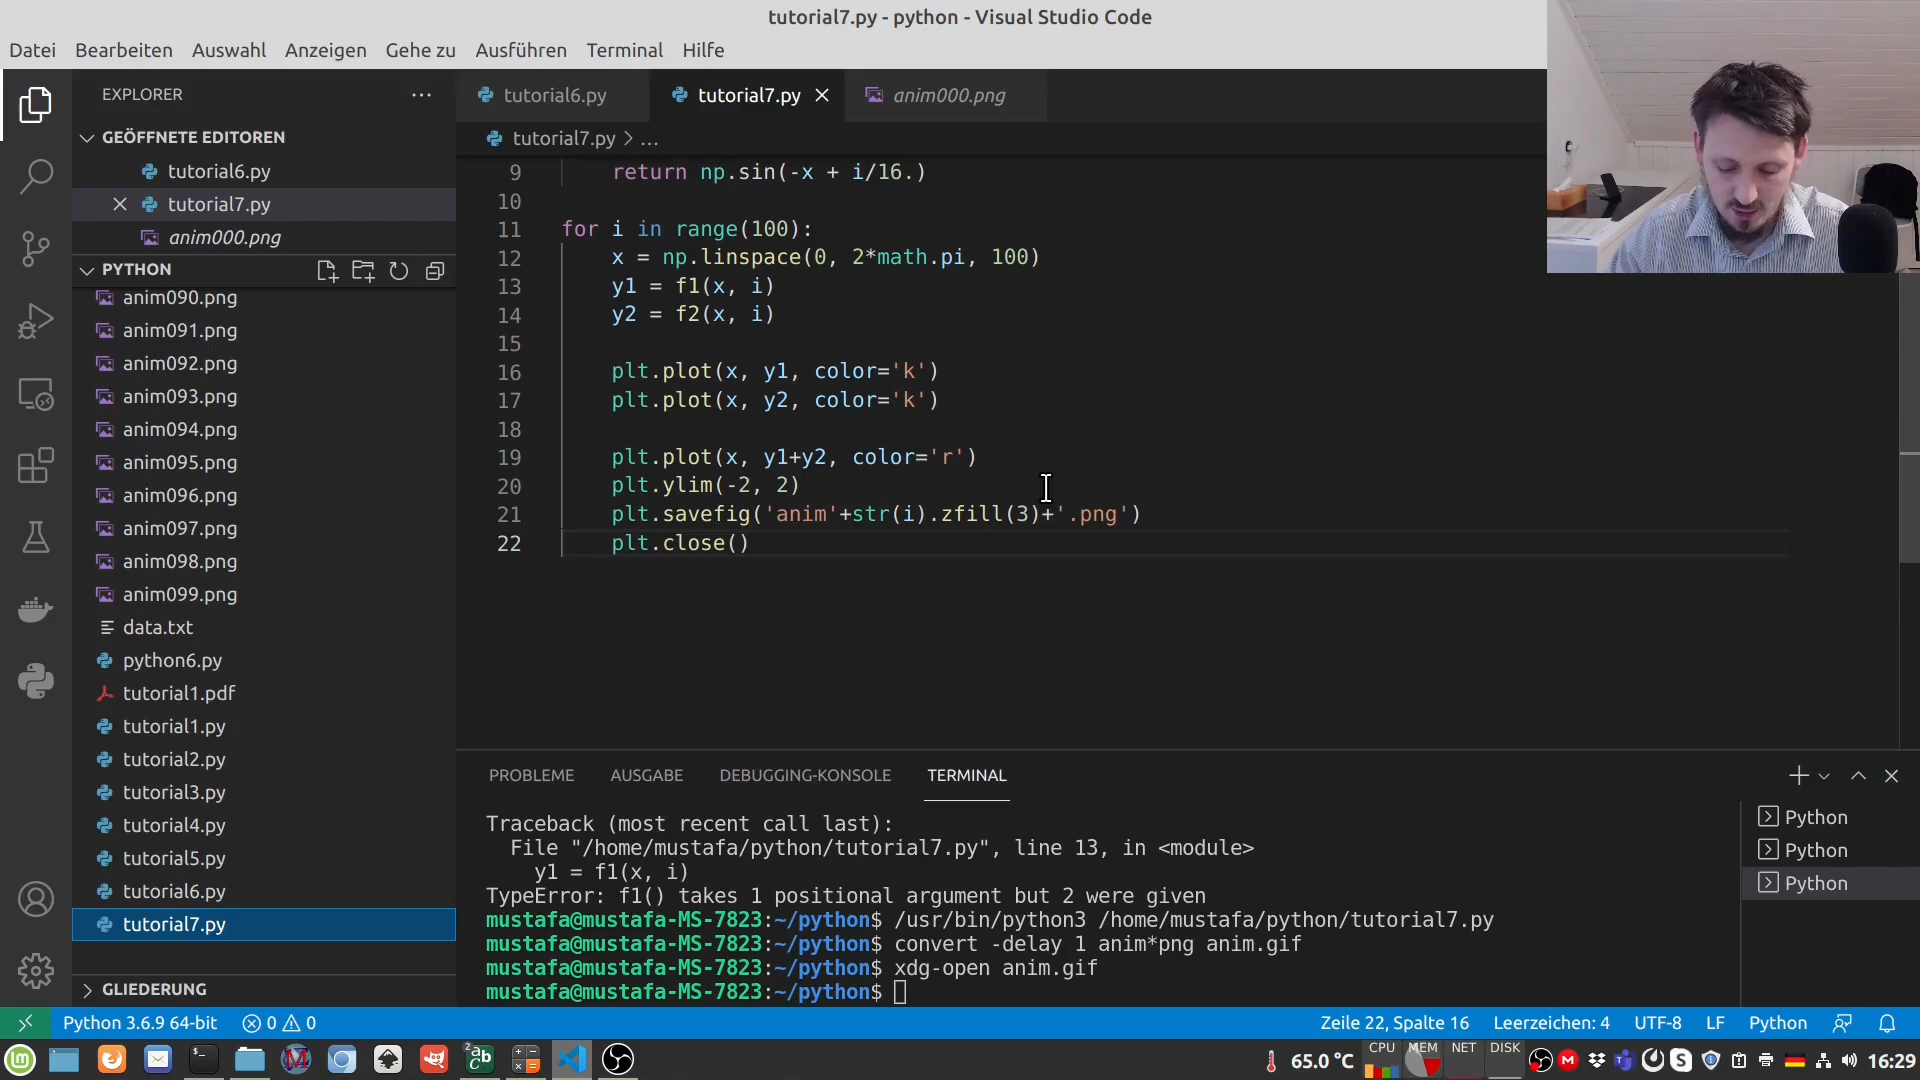 tutorial7.py - python - Visual Studio Code
Datei Bearbeiten Auswahl Anzeigen Gehe zu Ausführen Terminal Hilfe
EXPLORER ...
GEÖFFNETE EDITOREN
tutorial6.py
tutorial7.py
anim000.png
PYTHON
anim090.png
anim091.png
anim092.png
anim093.png
anim094.png
anim095.png
anim096.png
anim097.png
anim098.png
anim099.png
data.txt
python6.py
tutorial1.pdf
tutorial1.py
tutorial2.py
tutorial3.py
tutorial4.py
tutorial5.py
tutorial6.py
tutorial7.py
GLIEDERUNG
tutorial6.py tutorial7.py anim000.png
tutorial7.py > ...
9 return np.sin(-x + i/16.)
10
11 for i in range(100):
12 x = np.linspace(0, 2*math.pi, 100)
13 y1 = f1(x, i)
14 y2 = f2(x, i)
15
16 plt.plot(x, y1, color='k')
17 plt.plot(x, y2, color='k')
18
19 plt.plot(x, y1+y2, color='r')
20 plt.ylim(-2, 2)
21 plt.savefig('anim'+str(i).zfill(3)+'.png')
22 plt.close()
PROBLEME AUSGABE DEBUGGING-KONSOLE TERMINAL
Traceback (most recent call last):
File "/home/mustafa/python/tutorial7.py", line 13, in <module>
y1 = f1(x, i)
TypeError: f1() takes 1 positional argument but 2 were given
mustafa@mustafa-MS-7823:~/python$ /usr/bin/python3 /home/mustafa/python/tutorial7.py
mustafa@mustafa-MS-7823:~/python$ convert -delay 1 anim*png anim.gif
mustafa@mustafa-MS-7823:~/python$ xdg-open anim.gif
mustafa@mustafa-MS-7823:~/python$
Python
Python
Python
Python 3.6.9 64-bit 0 0 Zeile 22, Spalte 16 Leerzeichen: 4 UTF-8 LF Python
2 ab c 65.0 °C CPU MEM NET DISK M S 16:29